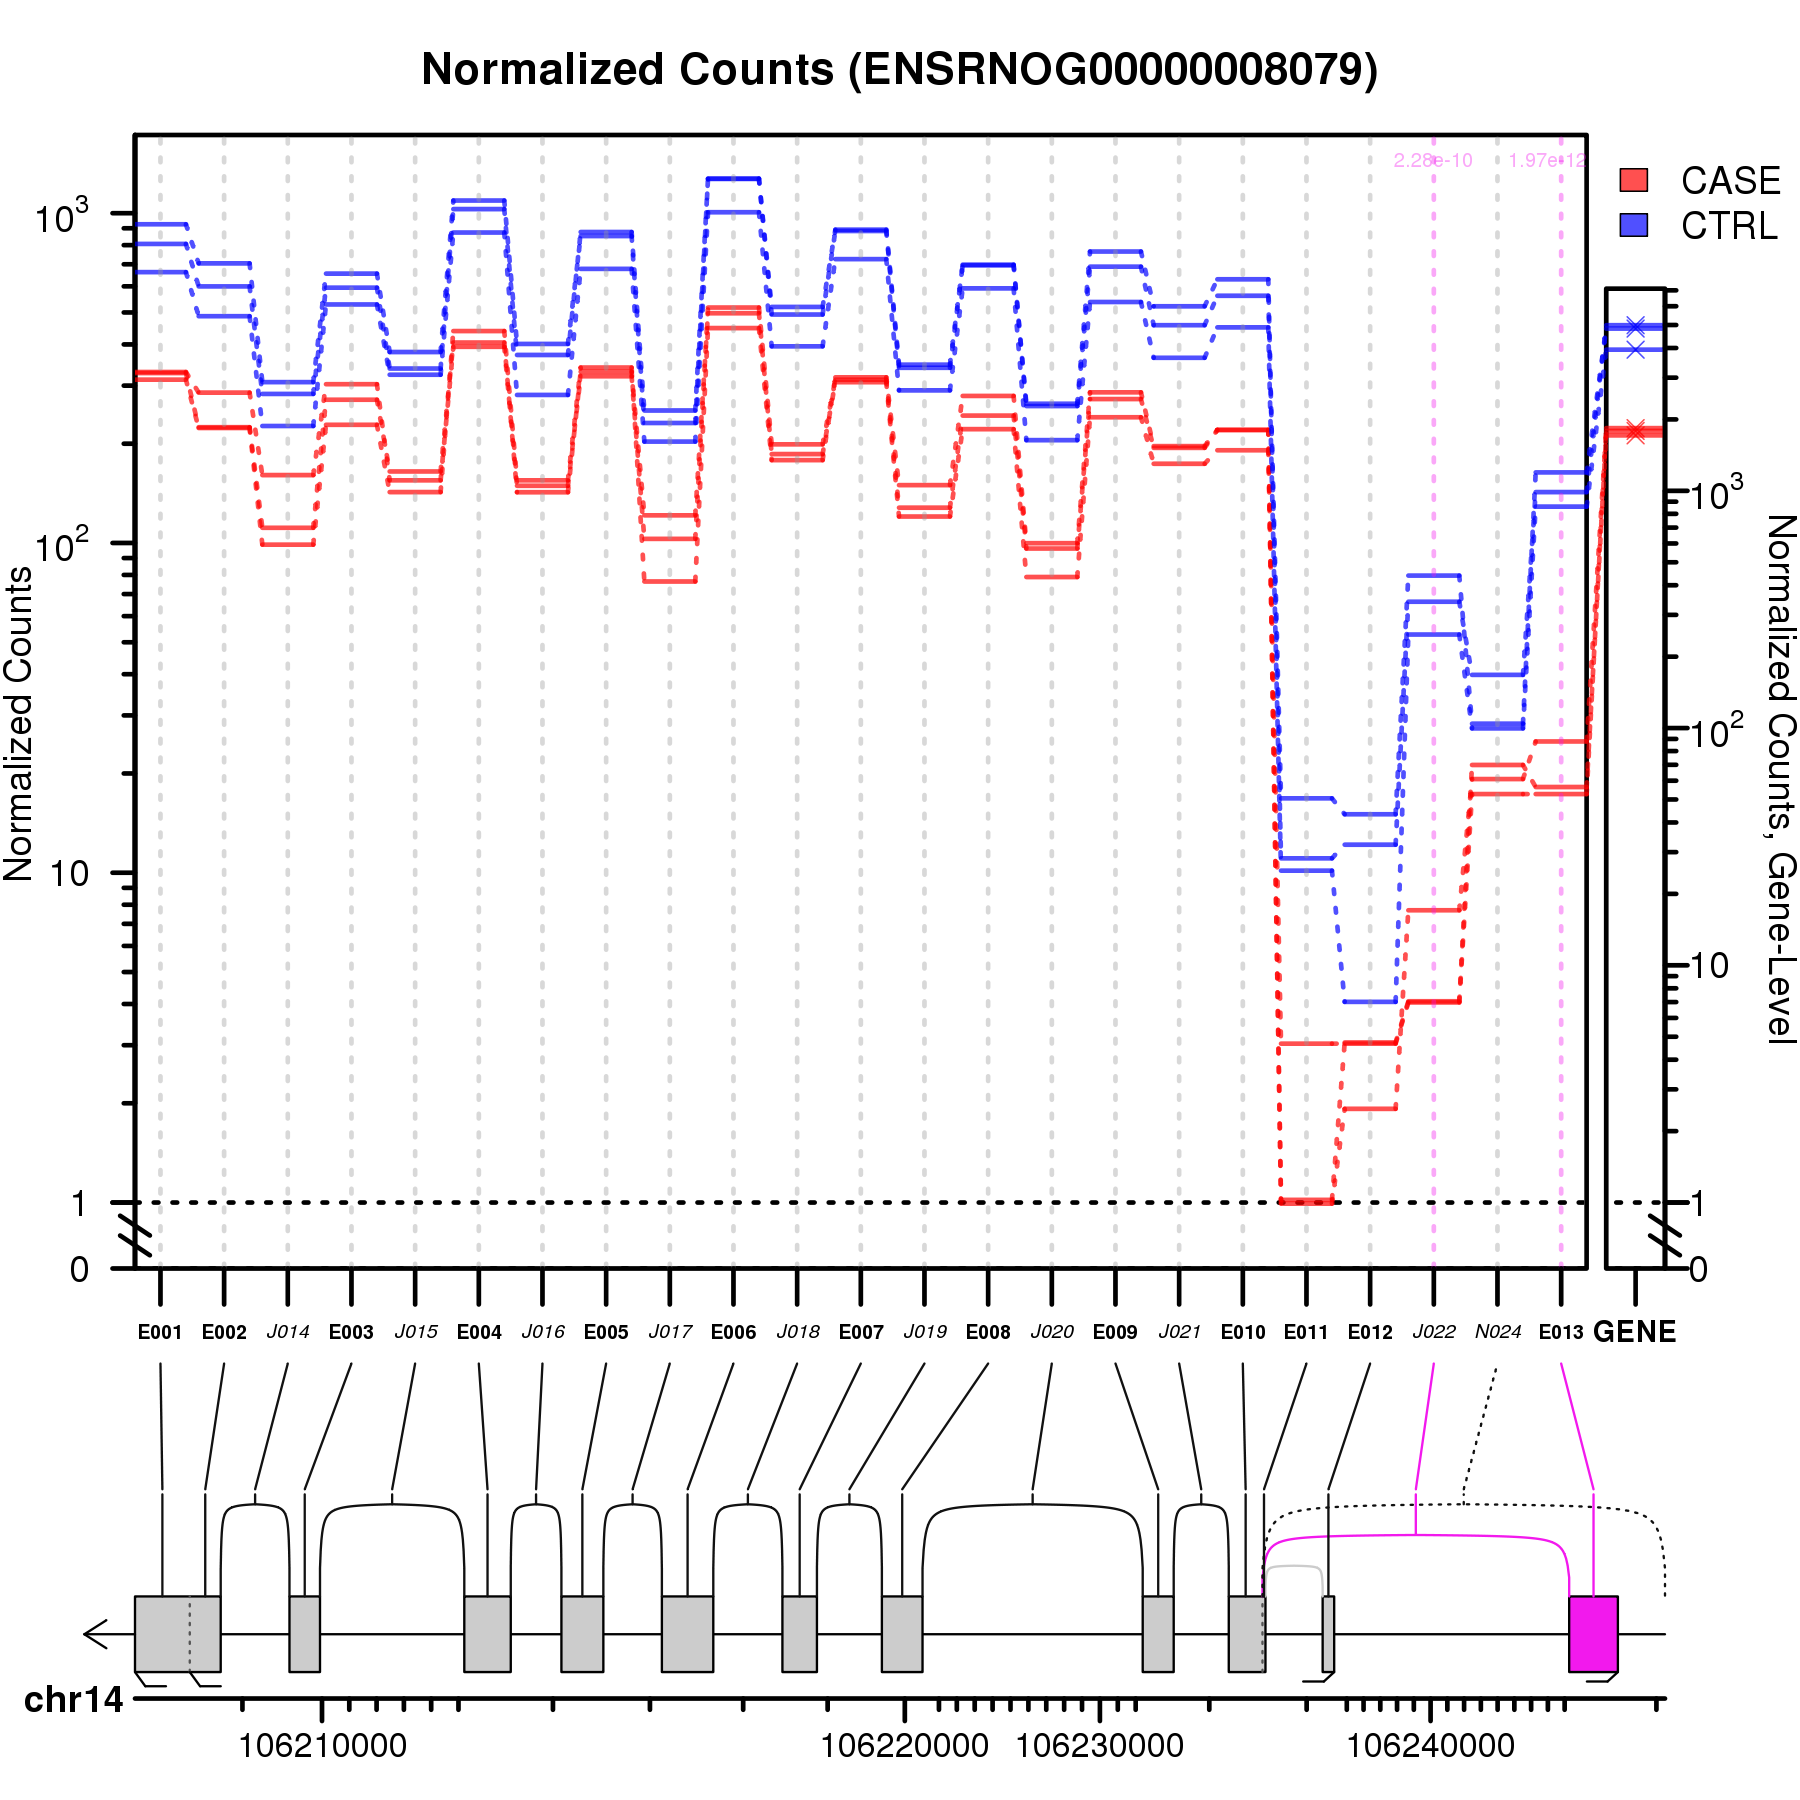 Normalized Counts (ENSRNOG00000008079)
2.28e-10 1.97e-12
CASE
CTRL
Normalized Counts
10³
10²
10
1
0
10³
10²
10
1
0
Normalized Counts, Gene-Level
E001 E002 J014 E003 J015 E004 J016 E005 J017 E006 J018 E007 J019 E008 J020 E009 J021 E010 E011 E012 J022 N024 E013 GENE
chr14
106210000 106220000 106230000 106240000